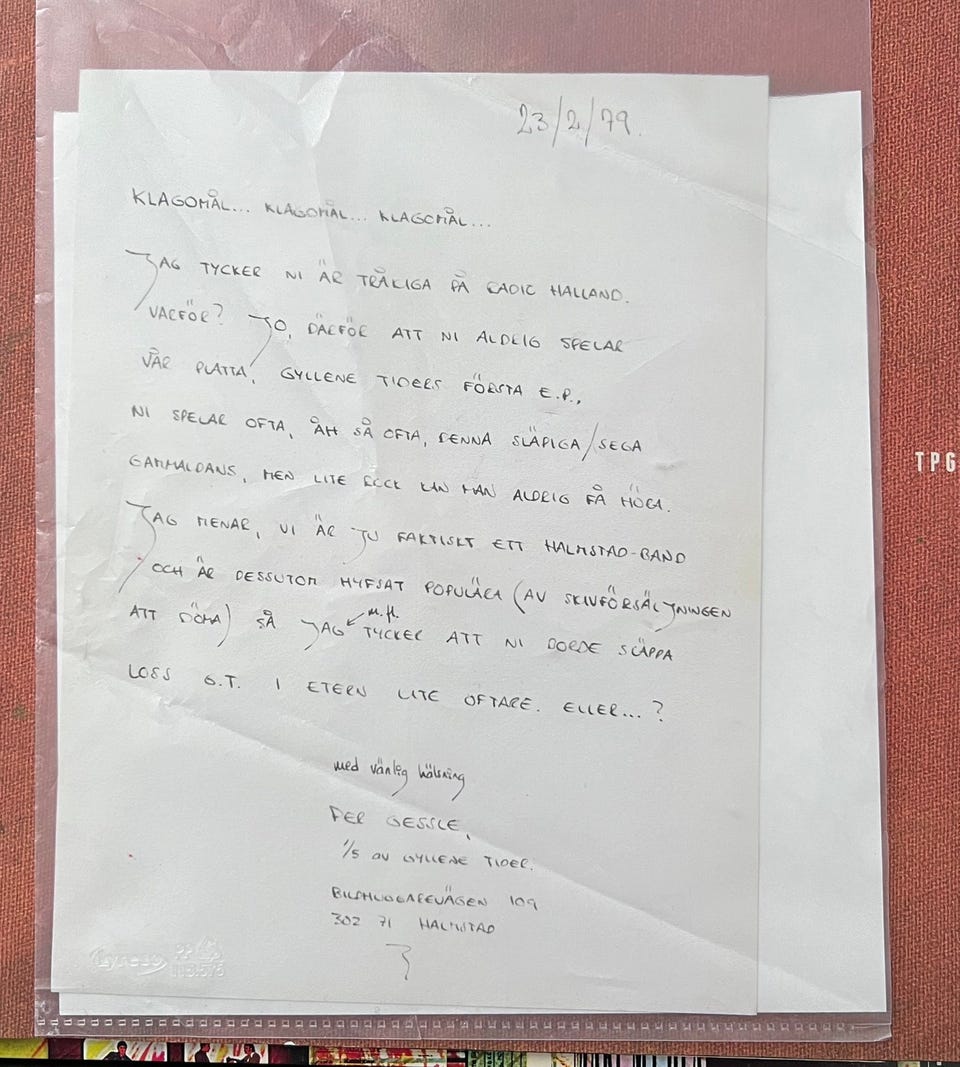 23/2/79.
KLAGOMÅL... KLAGOMÅL... KLAGOMÅL...
JAG TYCKER NI ÄR TRÅKIGA PÅ RADIO HALLAND.
VARFÖR? JO, DÄRFÖR ATT NI ALDRIG SPELAR
VÅR PLATTA, GYLLENE TIDERS FÖRSTA E.P.,
NI SPELAR OFTA, ÅH SÅ OFTA, DENNA SLÄPIGA/SEGA
GAMMALDANS, MEN LITE ROCK KAN MAN ALDRIG FÅ HÖRA.
JAG MENAR, VI ÄR JU FAKTISKT ETT HALMSTAD-BAND
OCH ÄR DESSUTOM HYFSAT POPULÄRA (AV SKIVFÖRSÄLJNINGEN
m.fl.
ATT DÖMA) SÅ JAG TYCKER ATT NI BORDE SLÄPPA
LOSS G.T. I ETERN LITE OFTARE. ELLER...?
med vänlig hälsning
PER GESSLE,
1/5 AV GYLLENE TIDER.
BILDHUGGAREVÄGEN 109
302 71 HALMSTAD
Lyreco PP
TPG